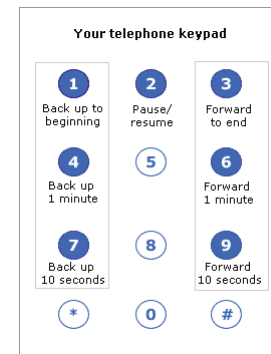 Your telephone keypad
1 2 3
Back up to Pause/ Forward
beginning resume to end
4 5 6
Back up Forward
1 minute 1 minute
7 8 9
Back up Forward
10 seconds 10 seconds
* 0 #